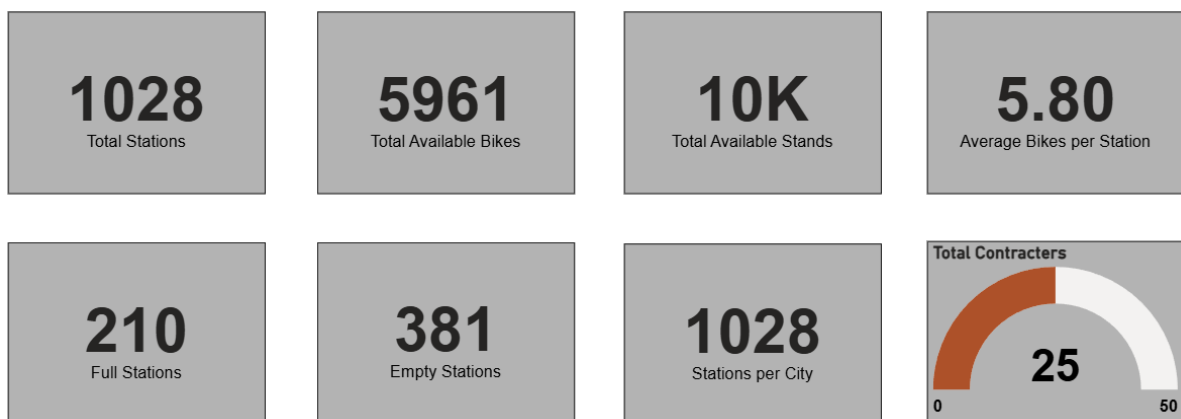 1028
Total Stations
5961
Total Available Bikes
10K
Total Available Stands
5.80
Average Bikes per Station
210
Full Stations
381
Empty Stations
1028
Stations per City
Total Contracters
25
0
50